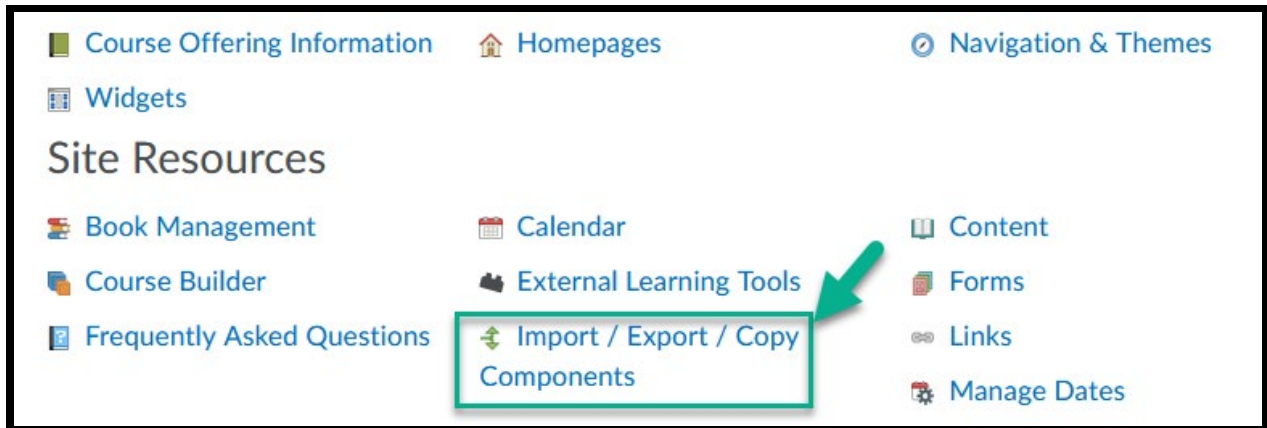 Course Offering Information
Homepages
Navigation & Themes
Widgets
Site Resources
Book Management
Calendar
Content
Course Builder
External Learning Tools
Forms
Frequently Asked Questions
Import / Export / Copy
Components
Links
Manage Dates